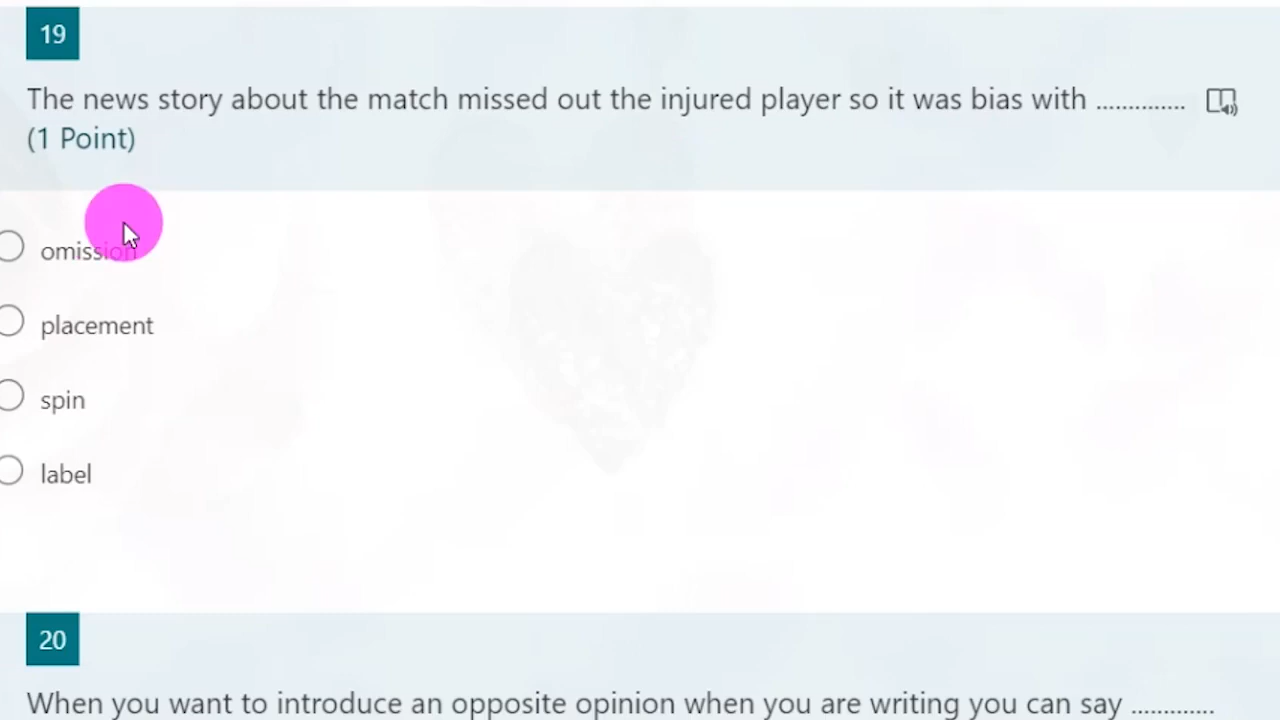 19
The news story about the match missed out the injured player so it was bias with ..............
(1 Point)
omission
placement
spin
label
20
When you want to introduce an opposite opinion when you are writing you can say .............